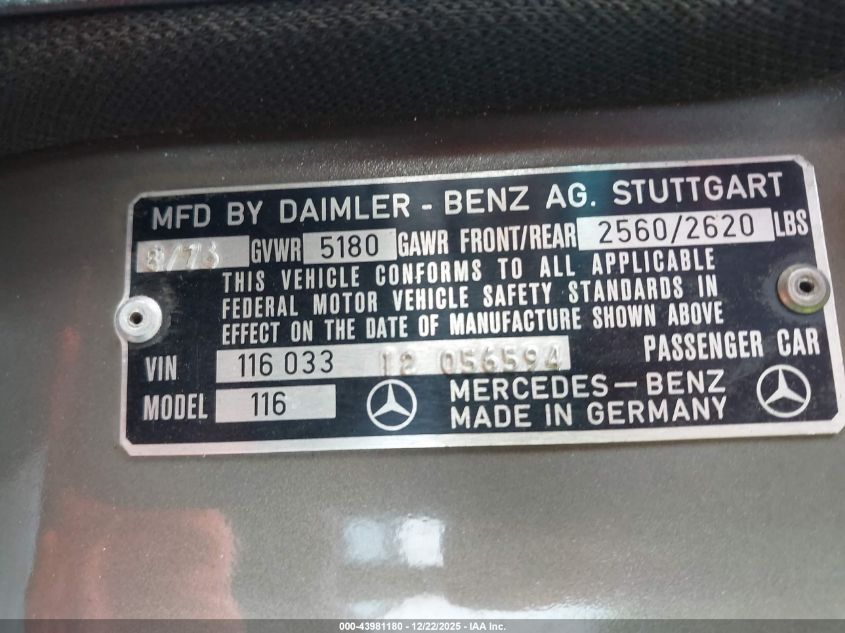 MFD BY DAIMLER - BENZ AG. STUTTGART
GVWR 5180 GAWR FRONT/REAR 2560/2620 LBS
THIS VEHICLE CONFORMS TO ALL APPLICABLE
FEDERAL MOTOR VEHICLE SAFETY STANDARDS IN
EFFECT ON THE DATE OF MANUFACTURE SHOWN ABOVE
VIN 116 033 12 056594 PASSENGER CAR
MODEL 116 MERCEDES-BENZ
MADE IN GERMANY
000-43981180 - 12/22/2025 - IAA Inc.